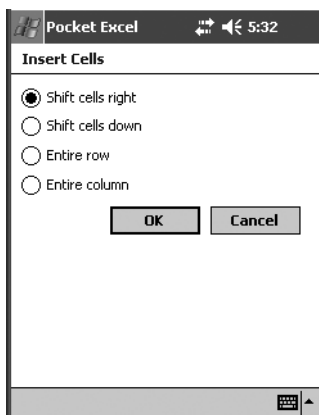 Pocket Excel 5:32
Insert Cells
Shift cells right
Shift cells down
Entire row
Entire column
OK Cancel